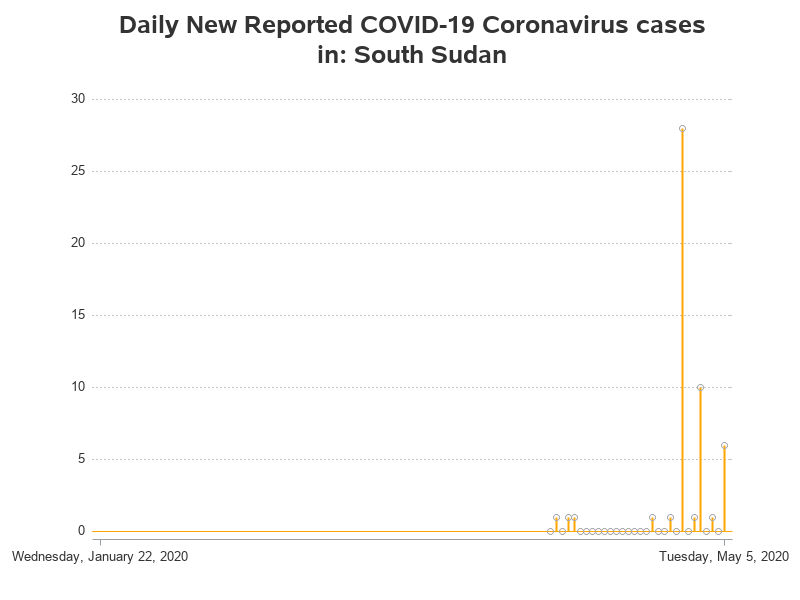 Daily New Reported COVID-19 Coronavirus cases
in: South Sudan
30
25
20
15
10
5
0
Wednesday, January 22, 2020
Tuesday, May 5, 2020